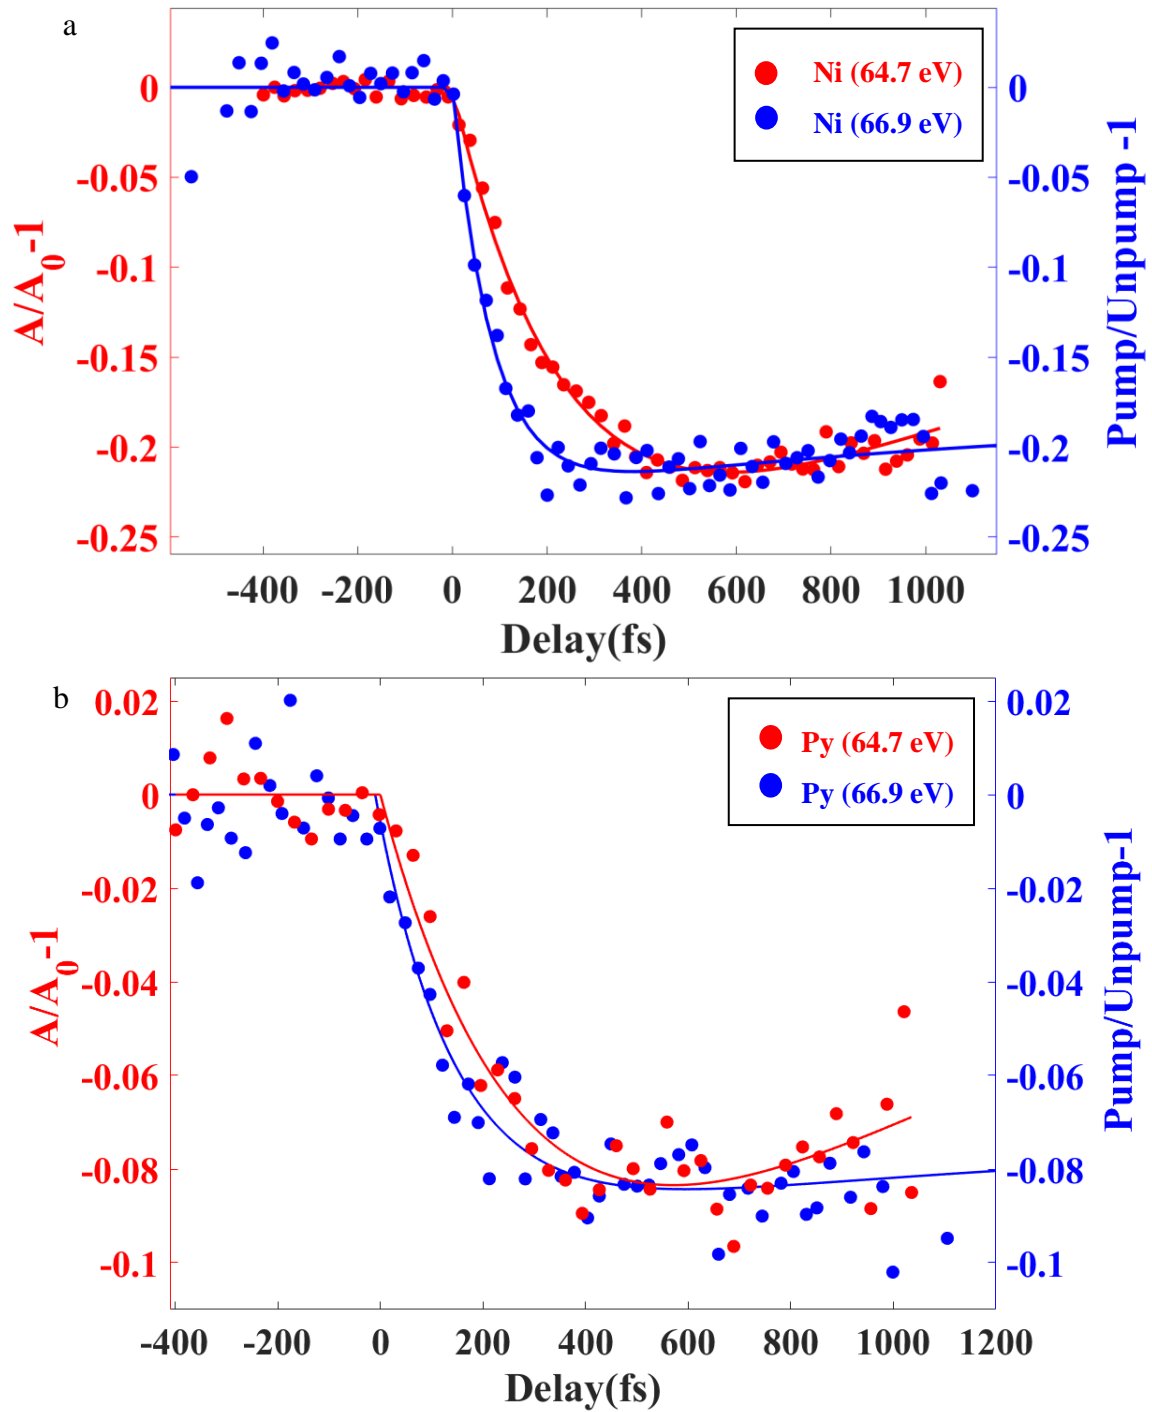 a
Ni (64.7 eV)
Ni (66.9 eV)
0
-0.05
-0.1
-0.15
-0.2
-0.25
A/A0-1
0
-0.05
-0.1
-0.15
-0.2
-0.25
Pump/Unpump -1
-400 -200 0 200 400 600 800 1000
Delay(fs)
b
Py (64.7 eV)
Py (66.9 eV)
0.02
0
-0.02
-0.04
-0.06
-0.08
-0.1
A/A0-1
0.02
0
-0.02
-0.04
-0.06
-0.08
-0.1
Pump/Unpump-1
-400 -200 0 200 400 600 800 1000 1200
Delay(fs)